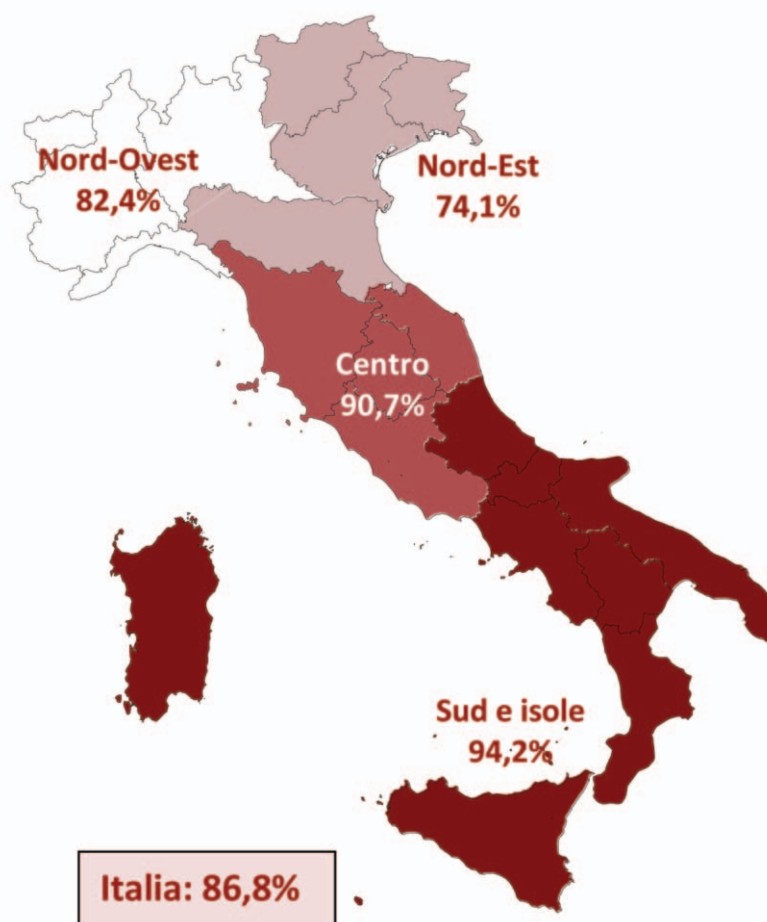 Nord-Ovest
82,4%
Nord-Est
74,1%
Centro
90,7%
Sud e isole
94,2%
Italia: 86,8%